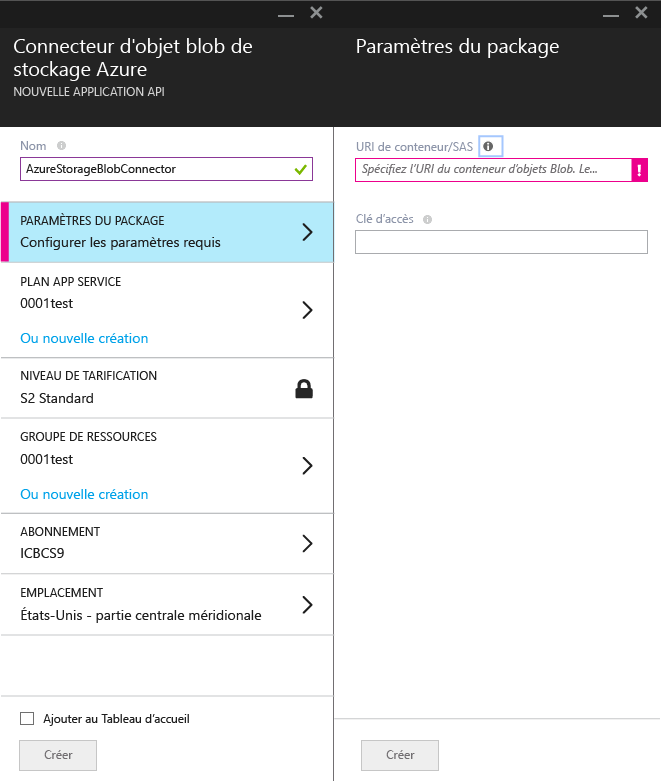 Connecteur d'objet blob de
stockage Azure
NOUVELLE APPLICATION API
Nom
AzureStorageBlobConnector
PARAMÈTRES DU PACKAGE
Configurer les paramètres requis
PLAN APP SERVICE
0001test
Ou nouvelle création
NIVEAU DE TARIFICATION
S2 Standard
GROUPE DE RESSOURCES
0001test
Ou nouvelle création
ABONNEMENT
ICBCS9
EMPLACEMENT
États-Unis - partie centrale méridionale
Ajouter au Tableau d'accueil
Créer
Paramètres du package
URI de conteneur/SAS
Spécifiez l'URI du conteneur d'objets Blob. Le...
Clé d'accès
Créer